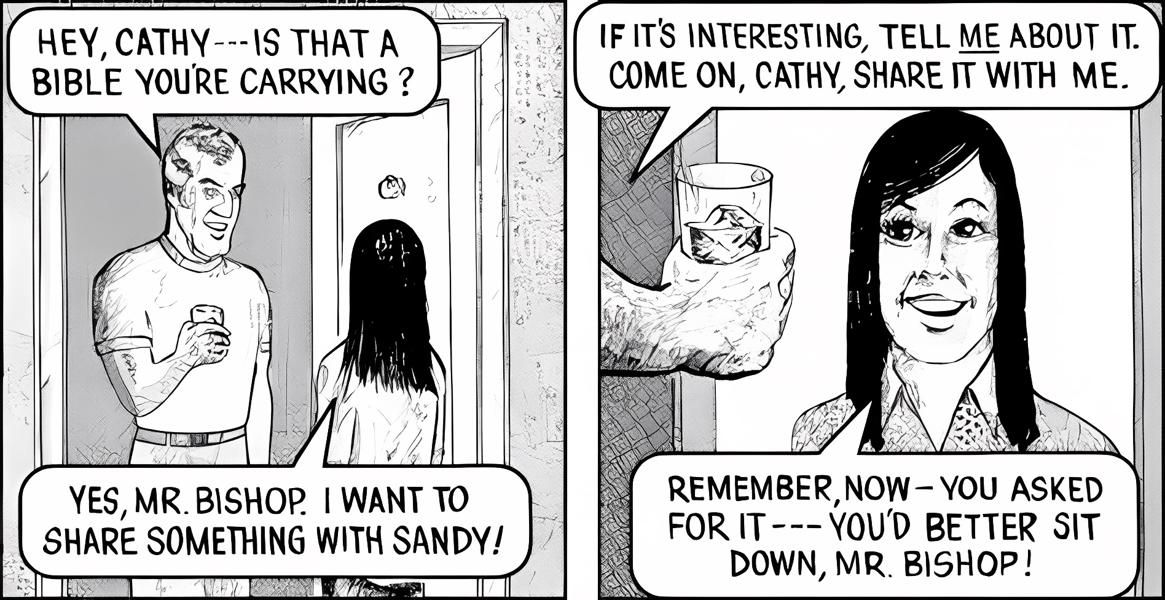 HEY, CATHY---IS THAT A
BIBLE YOU'RE CARRYING?
YES, MR. BISHOP. I WANT TO
SHARE SOMETHING WITH SANDY!
IF IT'S INTERESTING, TELL ME ABOUT IT.
COME ON, CATHY, SHARE IT WITH ME.
REMEMBER, NOW – YOU ASKED
FOR IT --- YOU'D BETTER SIT
DOWN, MR. BISHOP!